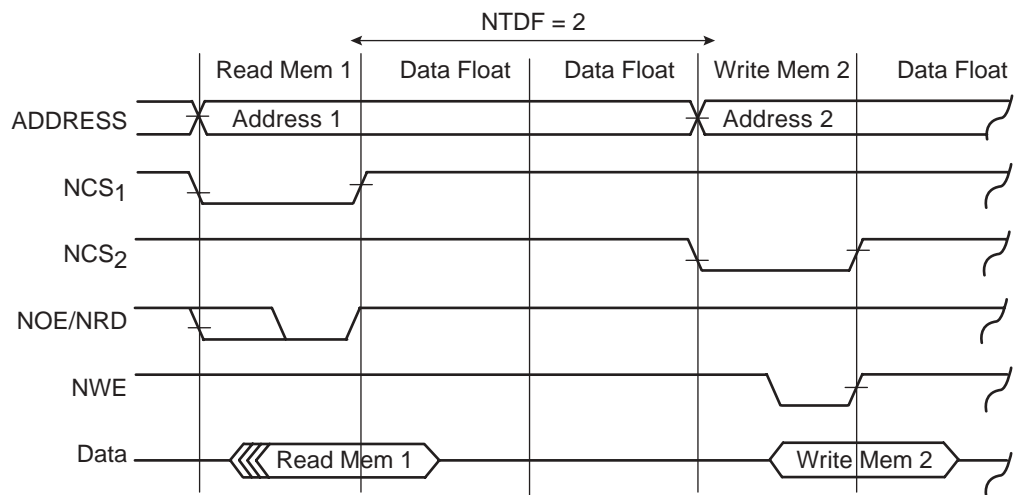 NTDF = 2
Read Mem 1 Data Float Data Float Write Mem 2 Data Float
ADDRESS Address 1 Address 2
NCS1
NCS2
NOE/NRD
NWE
Data Read Mem 1 Write Mem 2